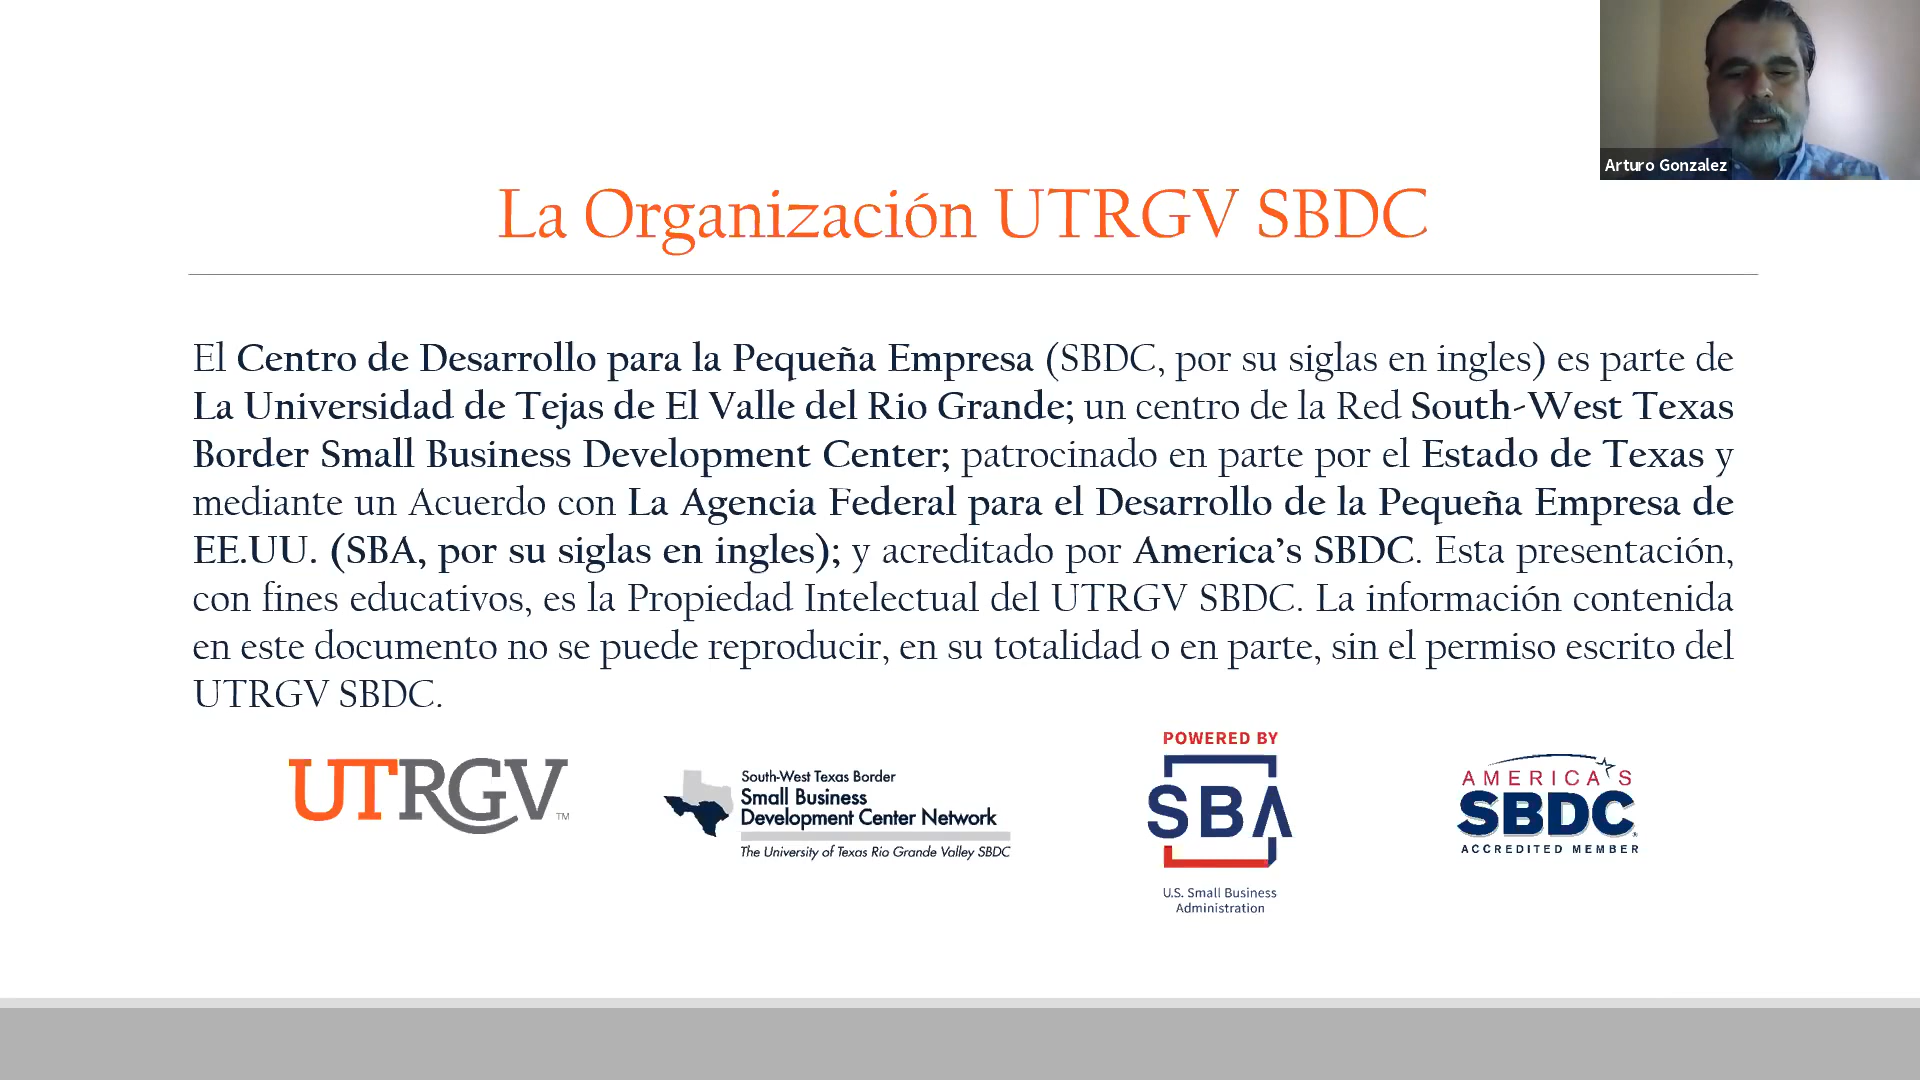 Arturo Gonzalez
La Organización UTRGV SBDC
El Centro de Desarrollo para la Pequeña Empresa (SBDC, por su siglas en ingles) es parte de
La Universidad de Tejas de El Valle del Rio Grande; un centro de la Red South-West Texas
Border Small Business Development Center; patrocinado en parte por el Estado de Texas y
mediante un Acuerdo con La Agencia Federal para el Desarrollo de la Pequeña Empresa de
EE.UU. (SBA, por su siglas en ingles); y acreditado por America’s SBDC. Esta presentación,
con fines educativos, es la Propiedad Intelectual del UTRGV SBDC. La información contenida
en este documento no se puede reproducir, en su totalidad o en parte, sin el permiso escrito del
UTRGV SBDC.
UTRGV™
South-West Texas Border
Small Business
Development Center Network
The University of Texas Rio Grande Valley SBDC
POWERED BY
SBA
U.S. Small Business
Administration
AMERICA'S
SBDC
ACCREDITED MEMBER